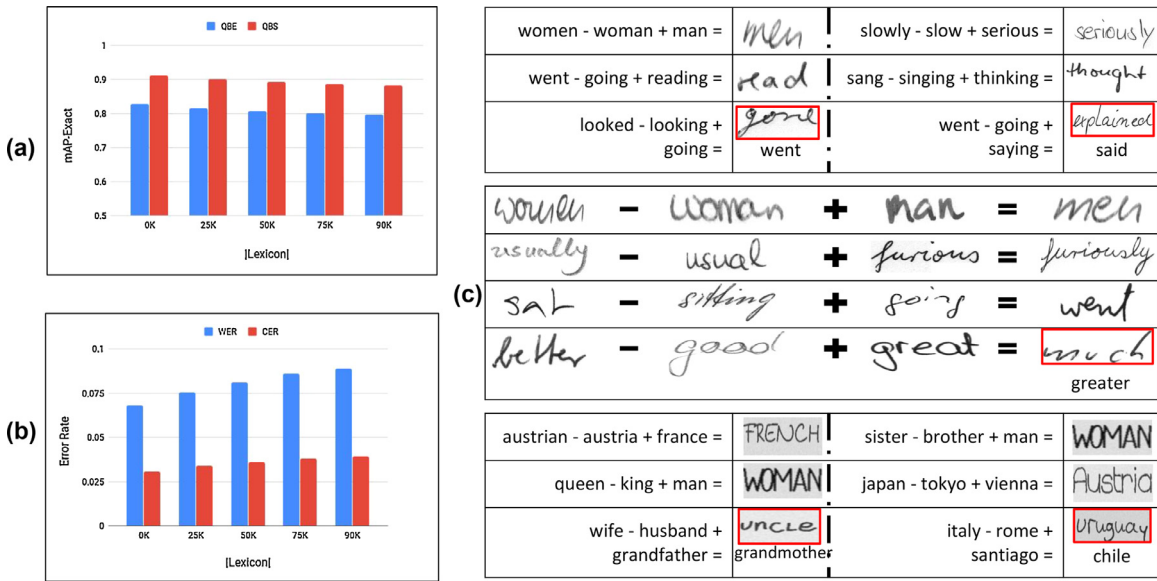 (a)
QBE QBS
mAP-Exact
1
0.9
0.8
0.7
0.6
0.5
0K 25K 50K 75K 90K
|Lexicon|
(b)
WER CER
Error Rate
0.1
0.075
0.05
0.025
0
0K 25K 50K 75K 90K
|Lexicon|
(c)
women - woman + man = men
slowly - slow + serious = seriously
went - going + reading = read
sang - singing + thinking = thought
looked - looking +
going = gone
went
went - going +
saying = explained
said
women - woman + man = men
usually - usual + furious = furiously
sat - sitting + going = went
better - good + great = much
greater
austrian - austria + france = FRENCH
sister - brother + man = WOMAN
queen - king + man = WOMAN
japan - tokyo + vienna = Austria
wife - husband +
grandfather = uncle
grandmother
italy - rome +
santiago = uruguay
chile